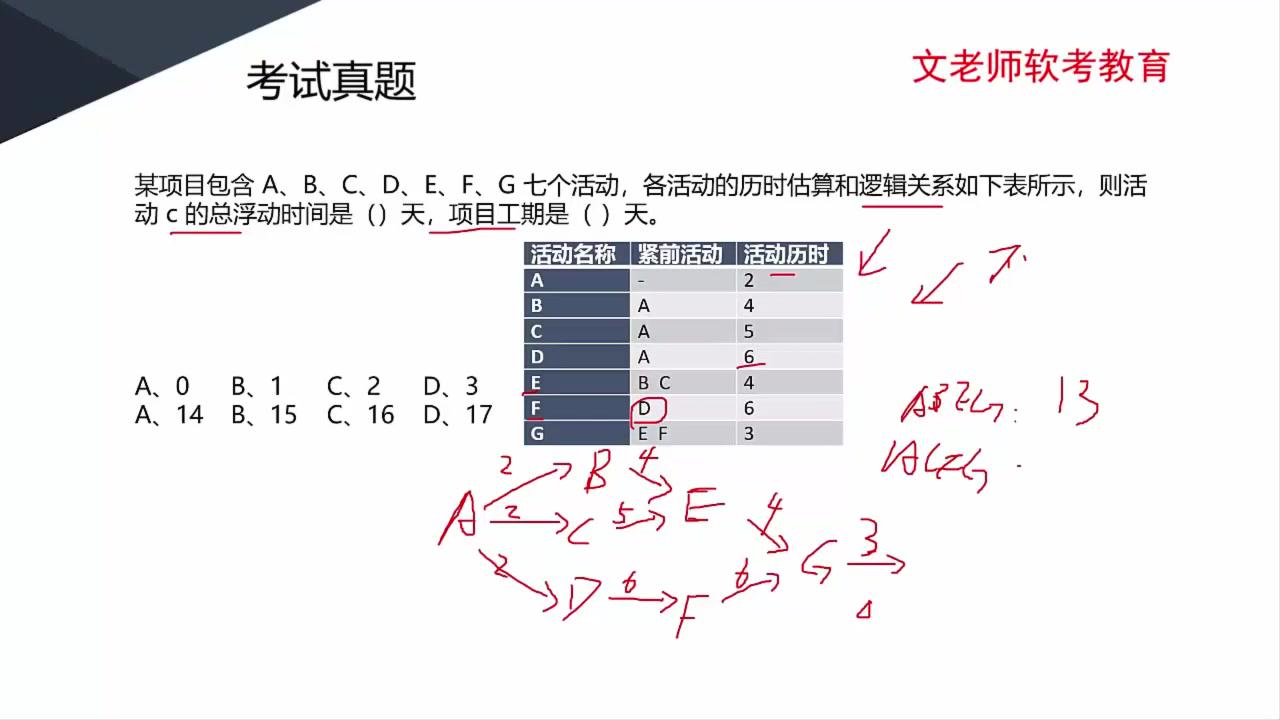 考试真题
文老师软考教育
某项目包含 A、B、C、D、E、F、G 七个活动，各活动的历时估算和逻辑关系如下表所示，则活
动 c 的总浮动时间是（）天，项目工期是（ ）天。
活动名称 紧前活动 活动历时
A - 2
B A 4
C A 5
D A 6
E B C 4
F D 6
G E F 3
A、0 B、1 C、2 D、3
A、14 B、15 C、16 D、17
ABEG: 13
ACEG
2 B 4
A 2 C 5 E 4
2 D 6 F 6 G 3